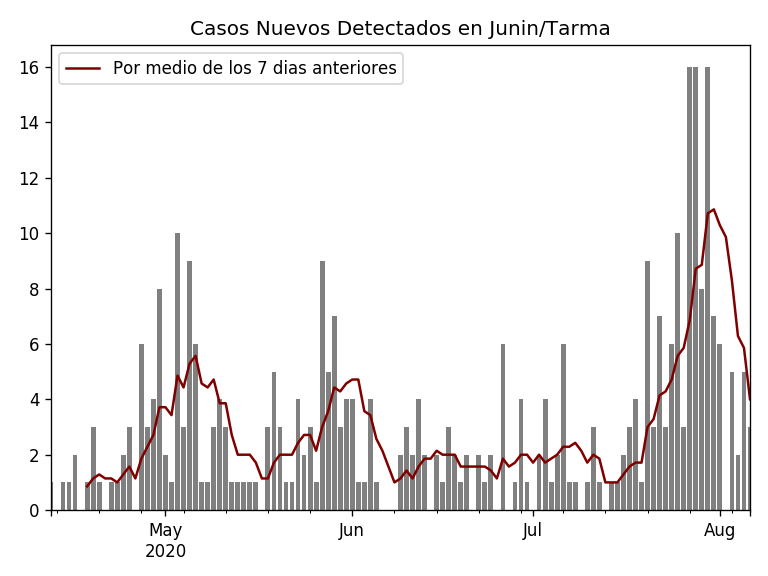 Casos Nuevos Detectados en Junin/Tarma
Por medio de los 7 dias anteriores
16
14
12
10
8
6
4
2
0
May
2020
Jun
Jul
Aug